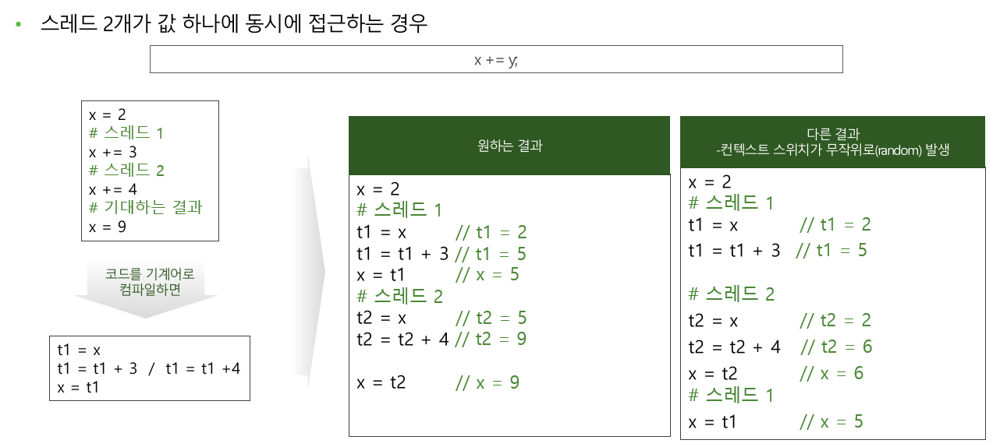 • 스레드 2개가 값 하나에 동시에 접근하는 경우
x += y;
x = 2
# 스레드 1
x += 3
# 스레드 2
x += 4
# 기대하는 결과
x = 9
코드를 기계어로
컴파일하면
t1 = x
t1 = t1 + 3 / t1 = t1 +4
x = t1
원하는 결과
x = 2
# 스레드 1
t1 = x // t1 = 2
t1 = t1 + 3 // t1 = 5
x = t1 // x = 5
# 스레드 2
t2 = x // t2 = 5
t2 = t2 + 4 // t2 = 9
x = t2 // x = 9
다른 결과
-컨텍스트 스위치가 무작위로(random) 발생
x = 2
# 스레드 1
t1 = x // t1 = 2
t1 = t1 + 3 // t1 = 5
# 스레드 2
t2 = x // t2 = 2
t2 = t2 + 4 // t2 = 6
x = t2 // x = 6
# 스레드 1
x = t1 // x = 5